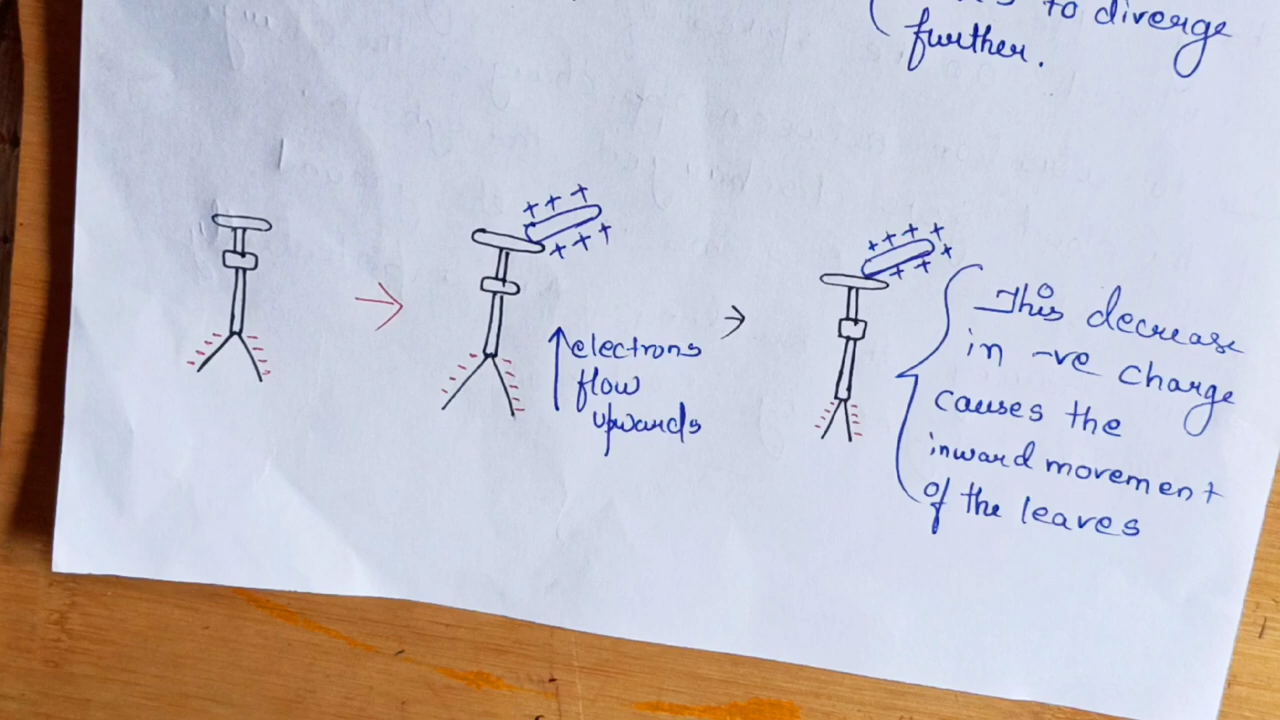 to diverge
further.
electrons
flow
upwards
This decrease
in -ve charge
causes the
inward movement
of the leaves